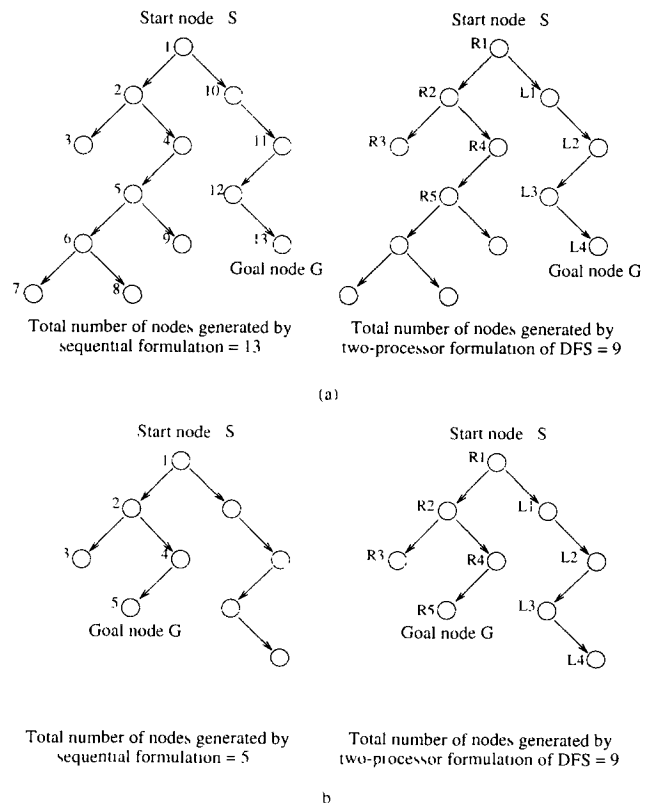 Start node S
1
2
10
3
4
11
5
12
6
9
13
Goal node G
7
8
Total number of nodes generated by
sequential formulation = 13
Start node S
R1
R2
L1
R3
R4
L2
R5
L3
L4
Goal node G
Total number of nodes generated by
two-processor formulation of DFS = 9
(a)
Start node S
1
2
3
4
5
Goal node G
Total number of nodes generated by
sequential formulation = 5
Start node S
R1
R2
L1
R3
R4
L2
R5
L3
Goal node G
L4
Total number of nodes generated by
two-processor formulation of DFS = 9
b